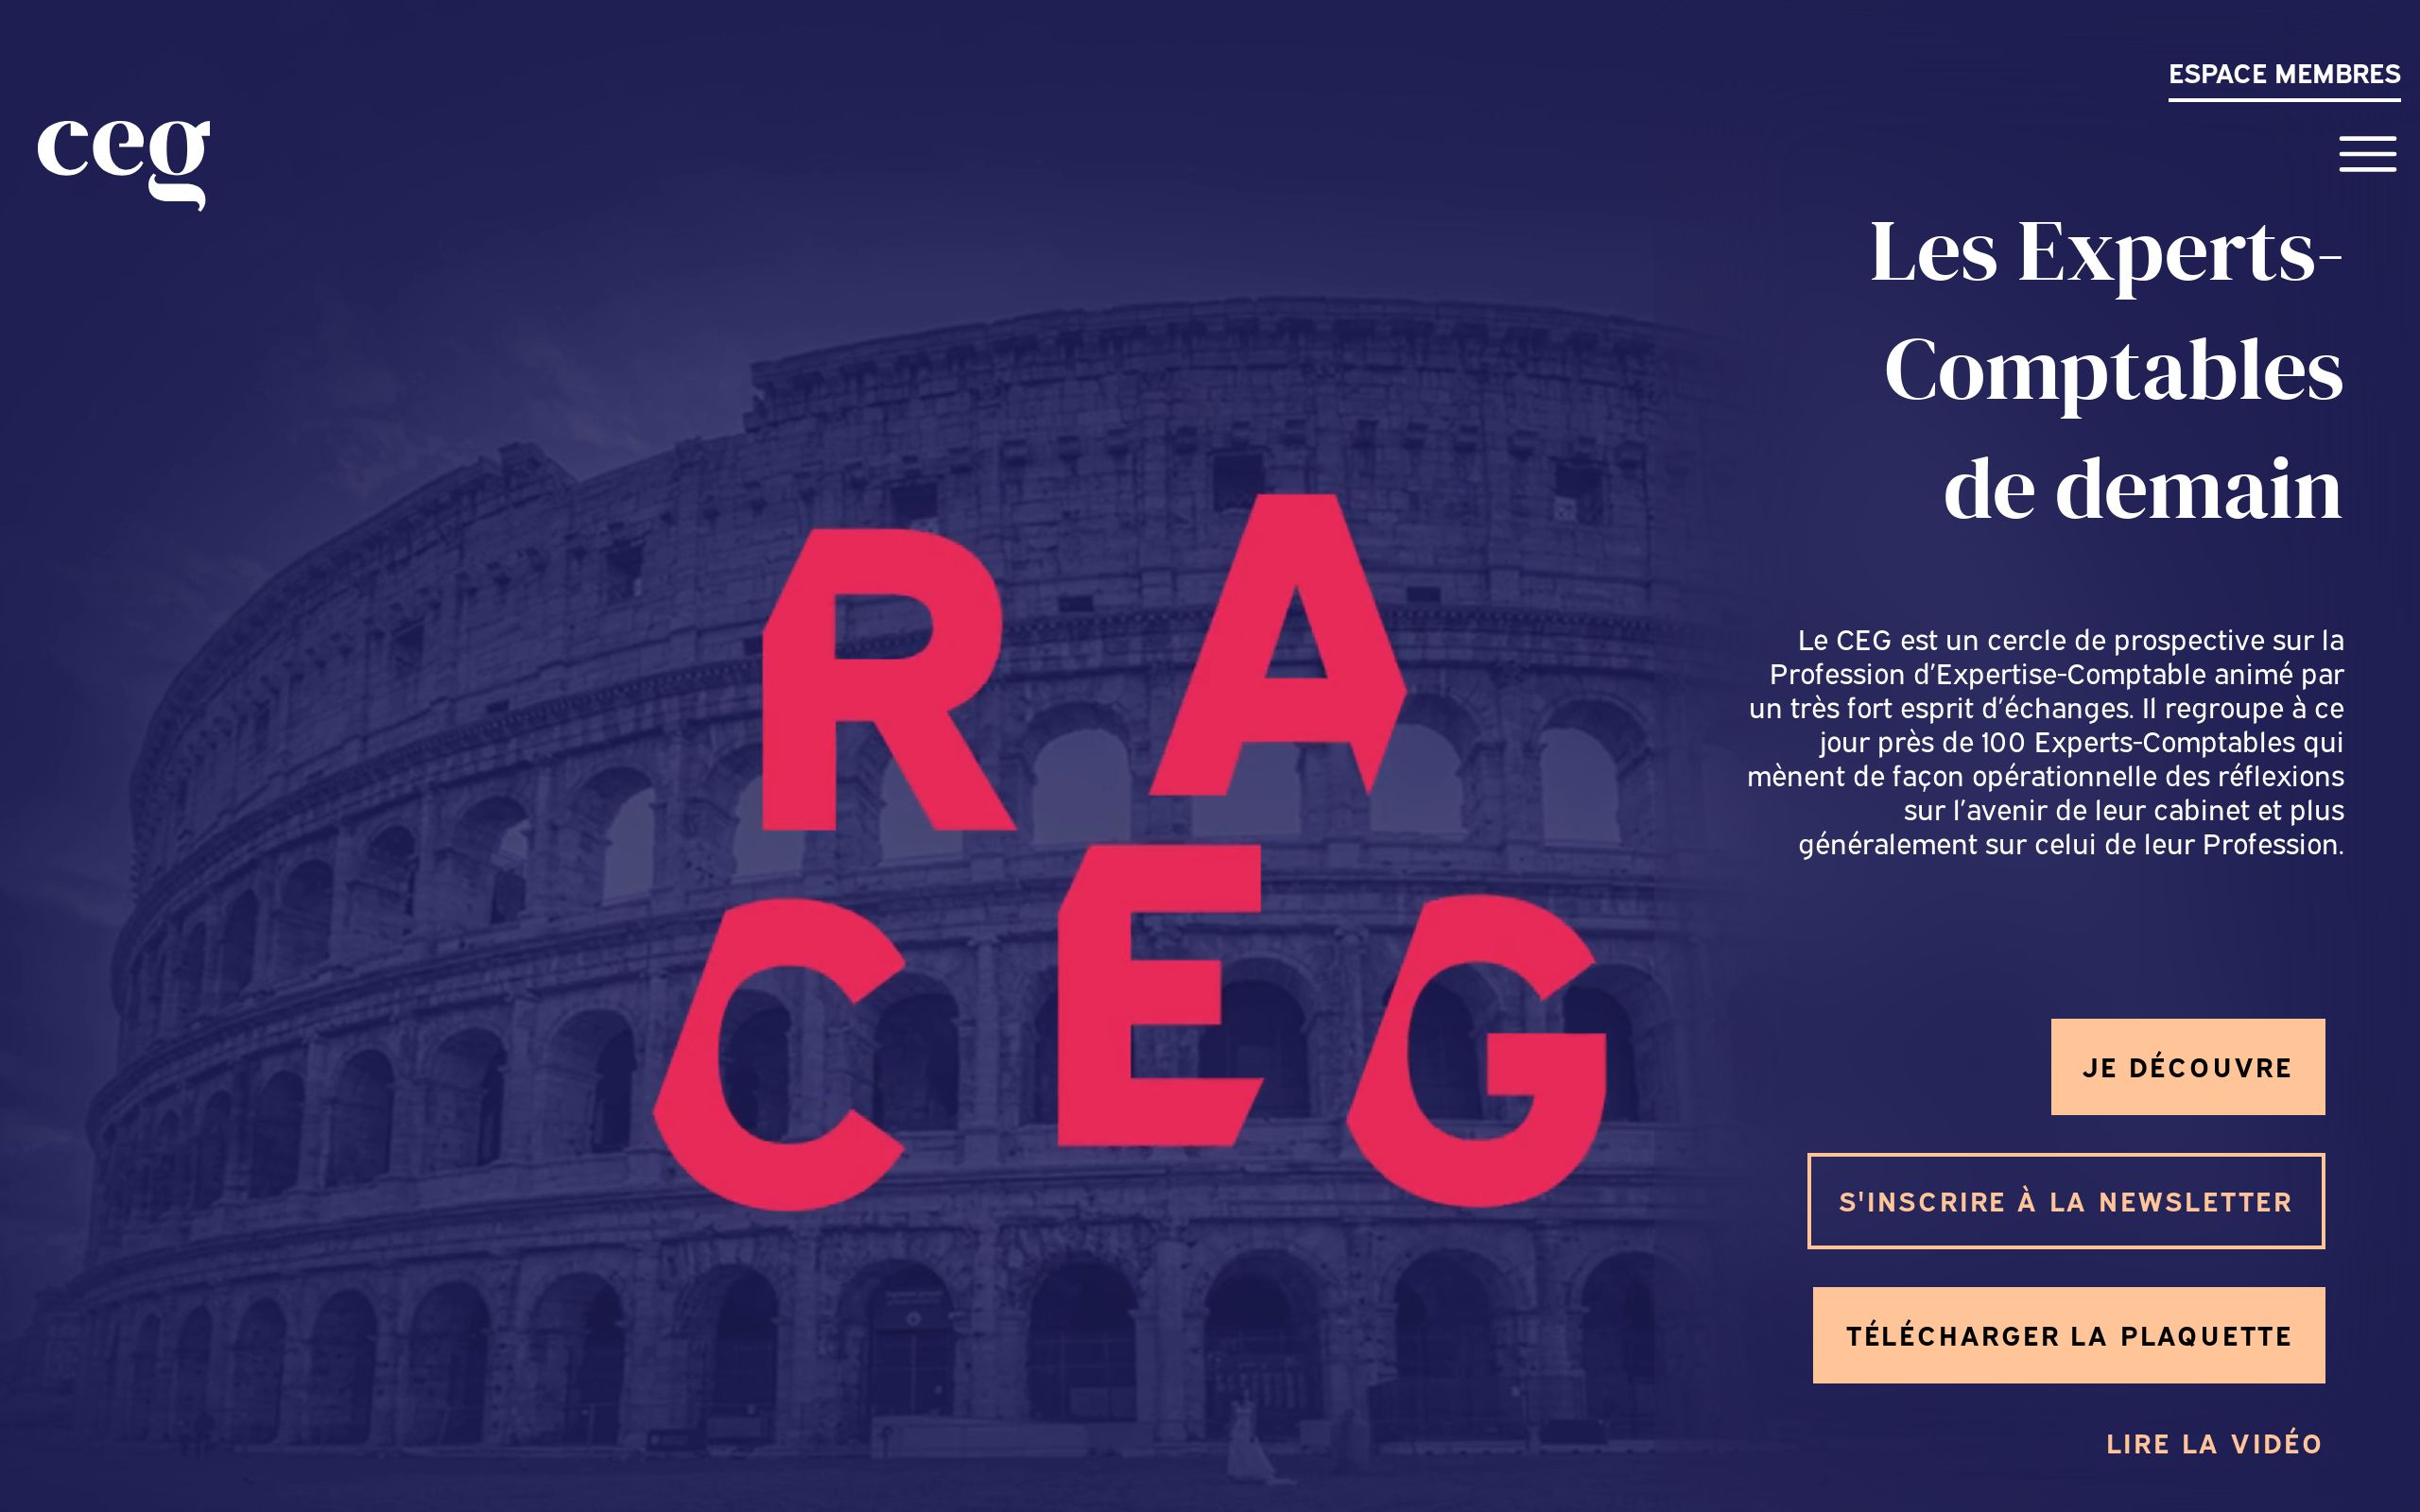 ESPACE MEMBRES
ceg
Les Experts-
Comptables
de demain
R A
C E G
Le CEG est un cercle de prospective sur la
Profession d'Expertise-Comptable animé par
un très fort esprit d'échanges. Il regroupe à ce
jour près de 100 Experts-Comptables qui
mènent de façon opérationnelle des réflexions
sur l'avenir de leur cabinet et plus
généralement sur celui de leur Profession.
JE DÉCOUVRE
S'INSCRIRE À LA NEWSLETTER
TÉLÉCHARGER LA PLAQUETTE
LIRE LA VIDÉO